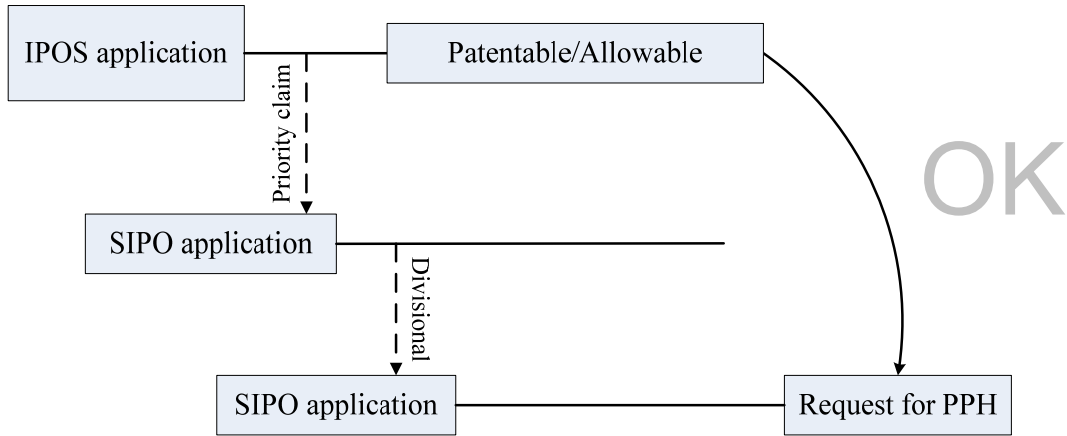 IPOS application
Patentable/Allowable
Priority claim
OK
SIPO application
Divisional
SIPO application
Request for PPH